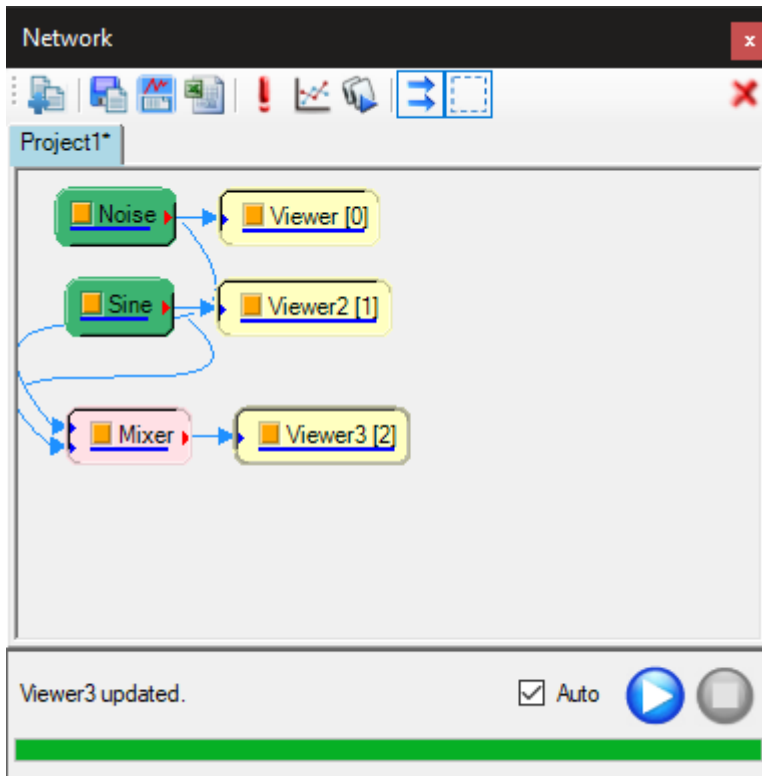 Network
x
Project1*
Noise
Viewer [0]
Sine
Viewer2 [1]
Mixer
Viewer3 [2]
Viewer3 updated.
Auto